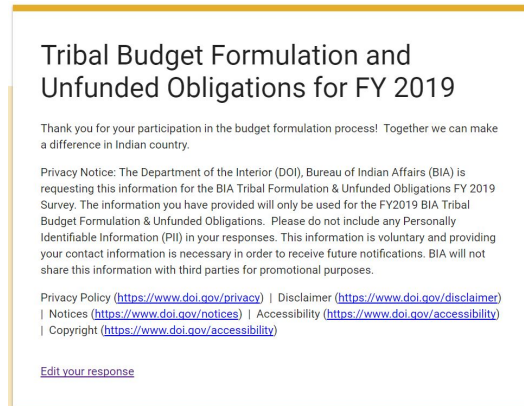 Tribal Budget Formulation and
Unfunded Obligations for FY 2019
Thank you for your participation in the budget formulation process!  Together we can make
a difference in Indian country.
Privacy Notice: The Department of the Interior (DOI), Bureau of Indian Affairs (BIA) is
requesting this information for the BIA Tribal Formulation & Unfunded Obligations FY 2019
Survey. The information you have provided will only be used for the FY2019 BIA Tribal
Budget Formulation & Unfunded Obligations.  Please do not include any Personally
Identifiable Information (PII) in your responses. This information is voluntary and providing
your contact information is necessary in order to receive future notifications. BIA will not
share this information with third parties for promotional purposes.
Privacy Policy (https://www.doi.gov/privacy)  |  Disclaimer (https://www.doi.gov/disclaimer)
|  Notices (https://www.doi.gov/notices)  |  Accessibility (https://www.doi.gov/accessibility)
|  Copyright (https://www.doi.gov/accessibility)
Edit your response